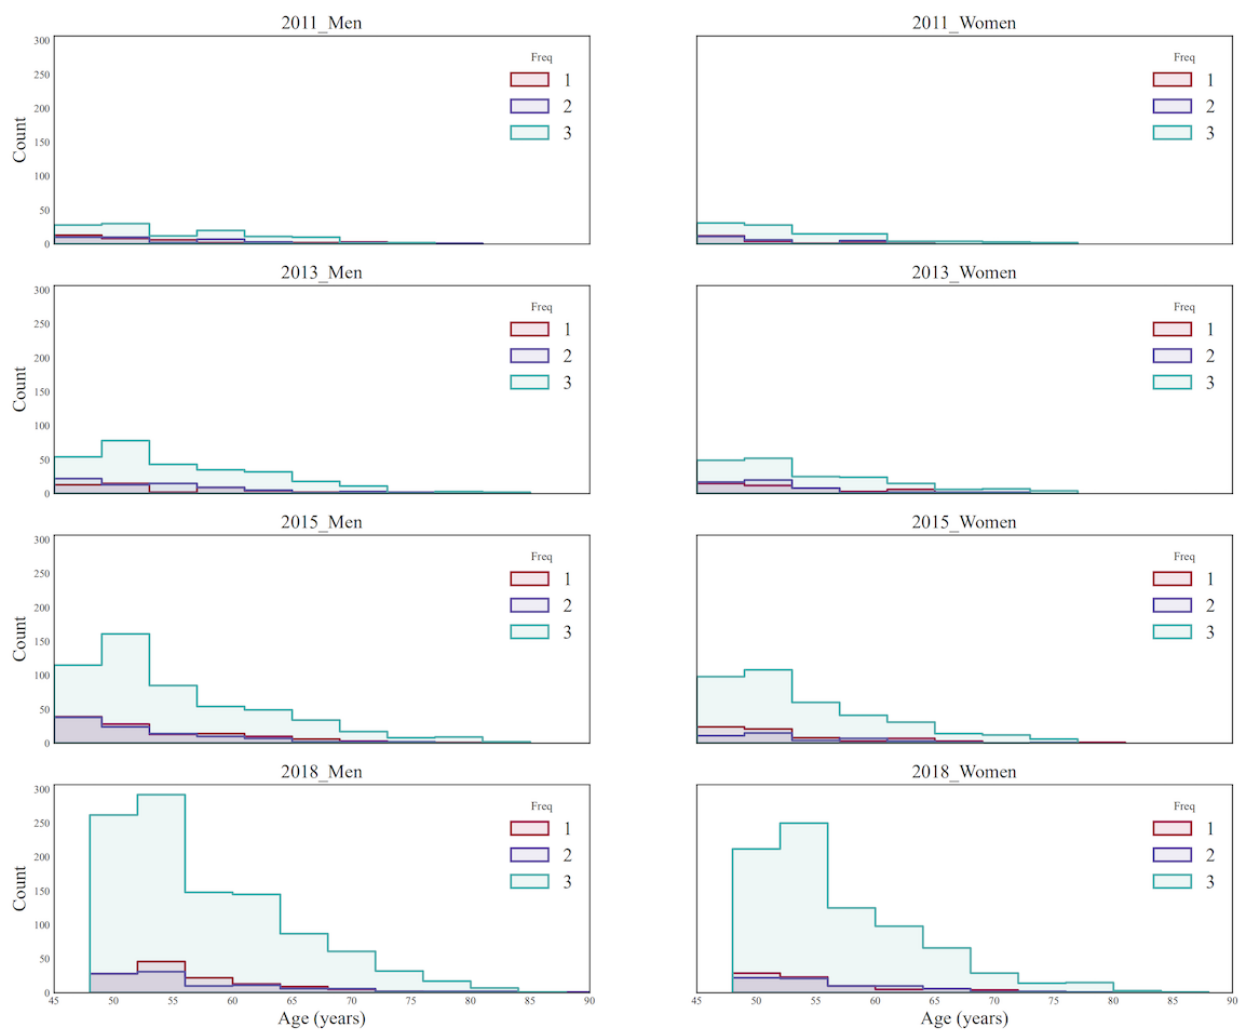 2011_Men
300
250
200
150
100
50
0
Count
Freq
1
2
3
2011_Women
Freq
1
2
3
2013_Men
300
250
200
150
100
50
0
Count
Freq
1
2
3
2013_Women
Freq
1
2
3
2015_Men
300
250
200
150
100
50
0
Count
Freq
1
2
3
2015_Women
Freq
1
2
3
2018_Men
300
250
200
150
100
50
0
Count
Freq
1
2
3
45 50 55 60 65 70 75 80 85 90
Age (years)
2018_Women
Freq
1
2
3
45 50 55 60 65 70 75 80 85 90
Age (years)